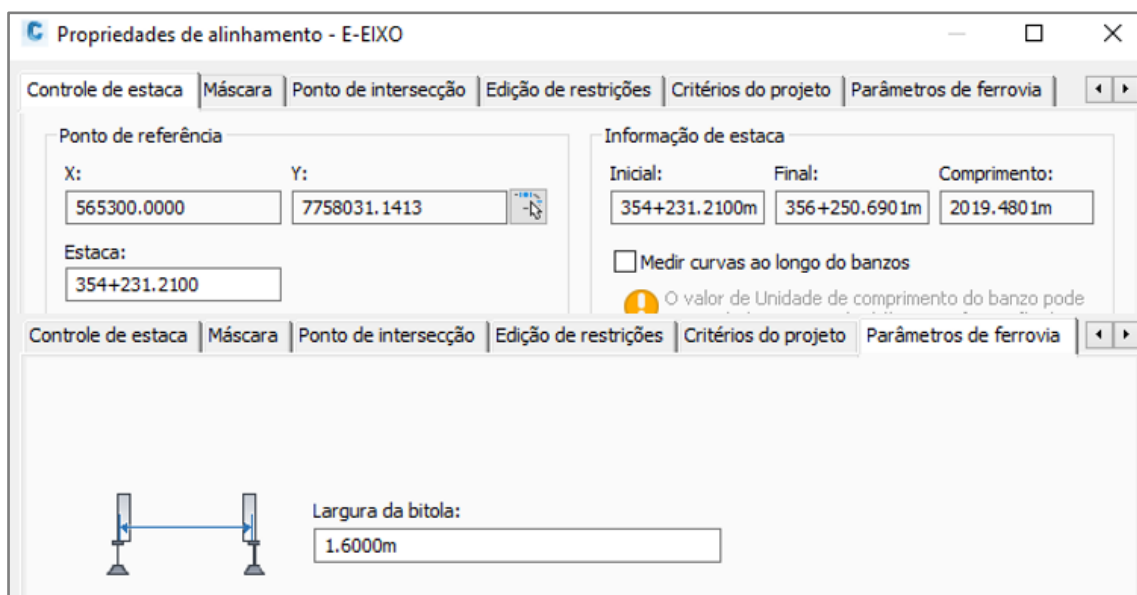 C Propriedades de alinhamento - E-EIXO
Controle de estaca Máscara Ponto de intersecção Edição de restrições Critérios do projeto Parâmetros de ferrovia
Ponto de referência
X: Y:
565300.0000 7758031.1413
Estaca:
354+231.2100
Informação de estaca
Inicial: Final: Comprimento:
354+231.2100m 356+250.6901m 2019.4801m
Medir curvas ao longo do banzos
O valor de Unidade de comprimento do banzo pode
Controle de estaca Máscara Ponto de intersecção Edição de restrições Critérios do projeto Parâmetros de ferrovia
Largura da bitola:
1.6000m